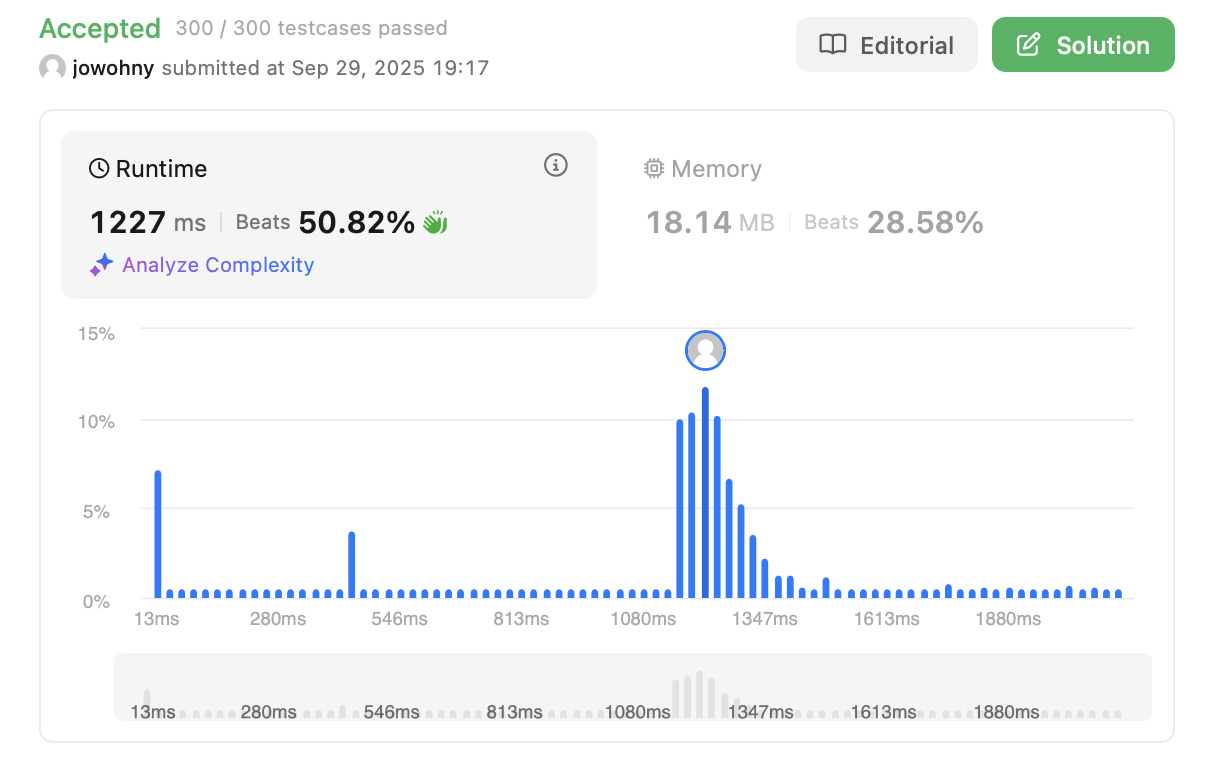 Accepted 300 / 300 testcases passed
jowohny submitted at Sep 29, 2025 19:17
Editorial
Solution
Runtime
1227 ms | Beats 50.82%
Analyze Complexity
Memory
18.14 MB | Beats 28.58%
15%
10%
5%
0%
13ms 280ms 546ms 813ms 1080ms 1347ms 1613ms 1880ms
13ms 280ms 546ms 813ms 1080ms 1347ms 1613ms 1880ms